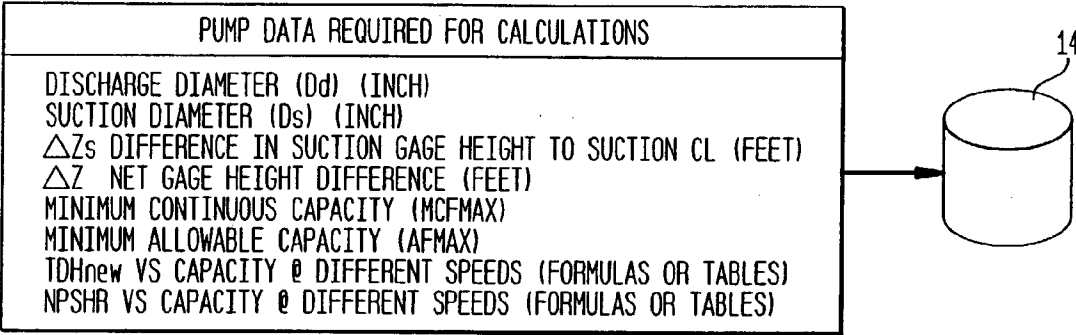 PUMP DATA REQUIRED FOR CALCULATIONS
14
DISCHARGE DIAMETER (Dd) (INCH)
SUCTION DIAMETER (Ds) (INCH)
△Zs DIFFERENCE IN SUCTION GAGE HEIGHT TO SUCTION CL (FEET)
△Z NET GAGE HEIGHT DIFFERENCE (FEET)
MINIMUM CONTINUOUS CAPACITY (MCFMAX)
MINIMUM ALLOWABLE CAPACITY (AFMAX)
TDHnew VS CAPACITY @ DIFFERENT SPEEDS (FORMULAS OR TABLES)
NPSHR VS CAPACITY @ DIFFERENT SPEEDS (FORMULAS OR TABLES)